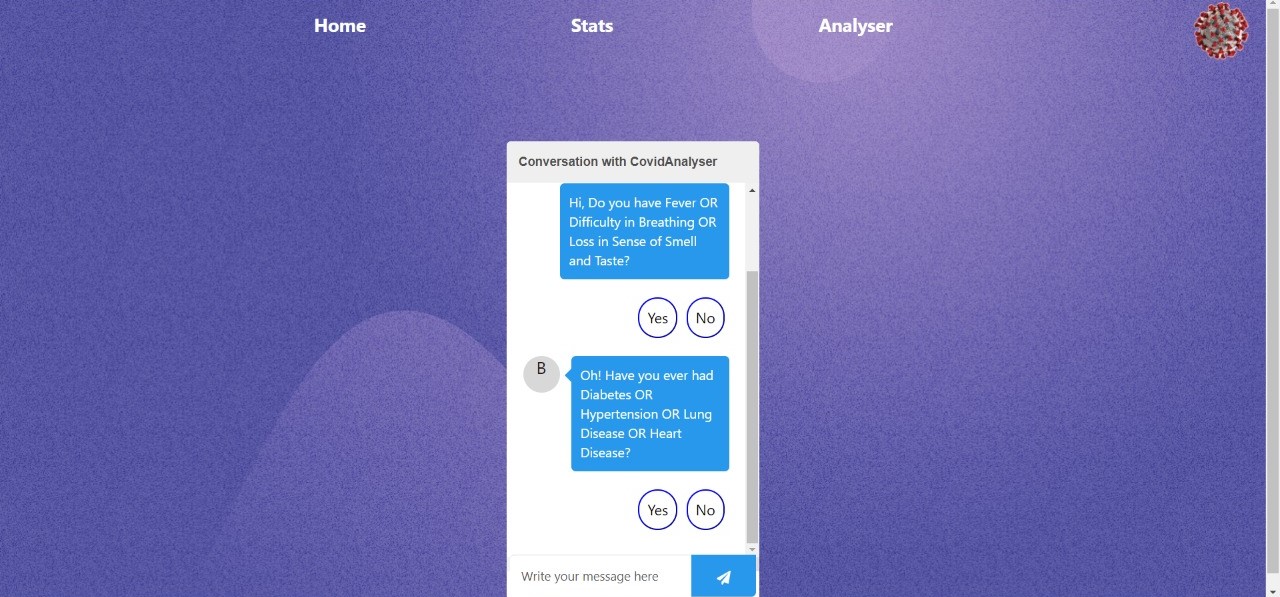 Home Stats Analyser
Conversation with CovidAnalyser
Hi, Do you have Fever OR
Difficulty in Breathing OR
Loss in Sense of Smell
and Taste?
Yes No
B
Oh! Have you ever had
Diabetes OR
Hypertension OR Lung
Disease OR Heart
Disease?
Yes No
Write your message here